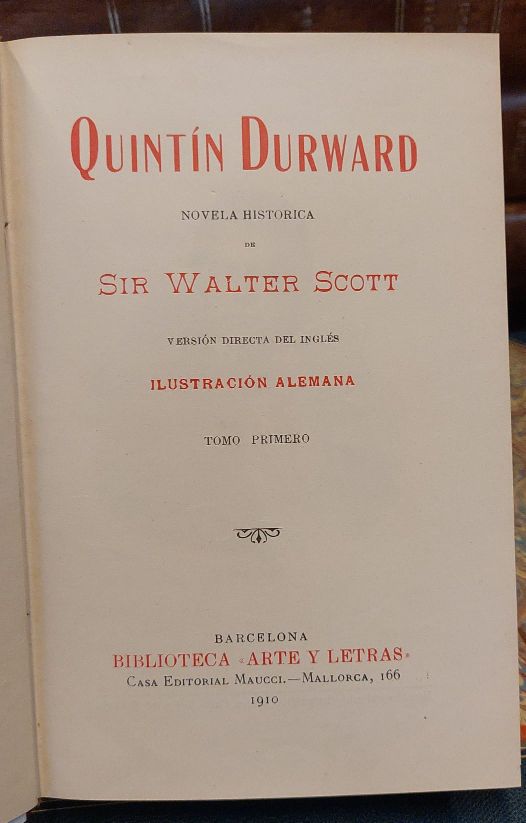 QUINTÍN DURWARD
NOVELA HISTORICA
DE
SIR WALTER SCOTT
VERSIÓN DIRECTA DEL INGLÉS
ILUSTRACIÓN ALEMANA
TOMO PRIMERO
BARCELONA
BIBLIOTECA «ARTE Y LETRAS»
CASA EDITORIAL MAUCCI.—MALLORCA, 166
1910